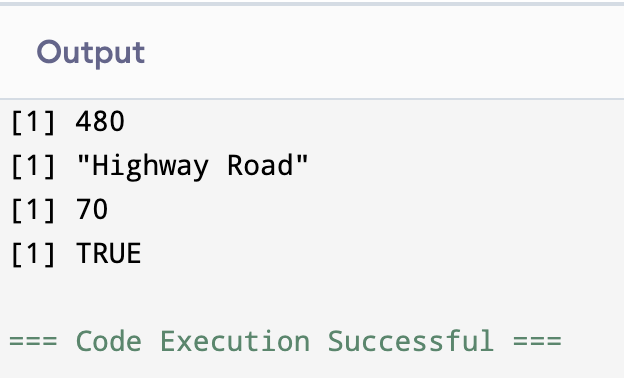 Output
[1] 480
[1] "Highway Road"
[1] 70
[1] TRUE
=== Code Execution Successful ===